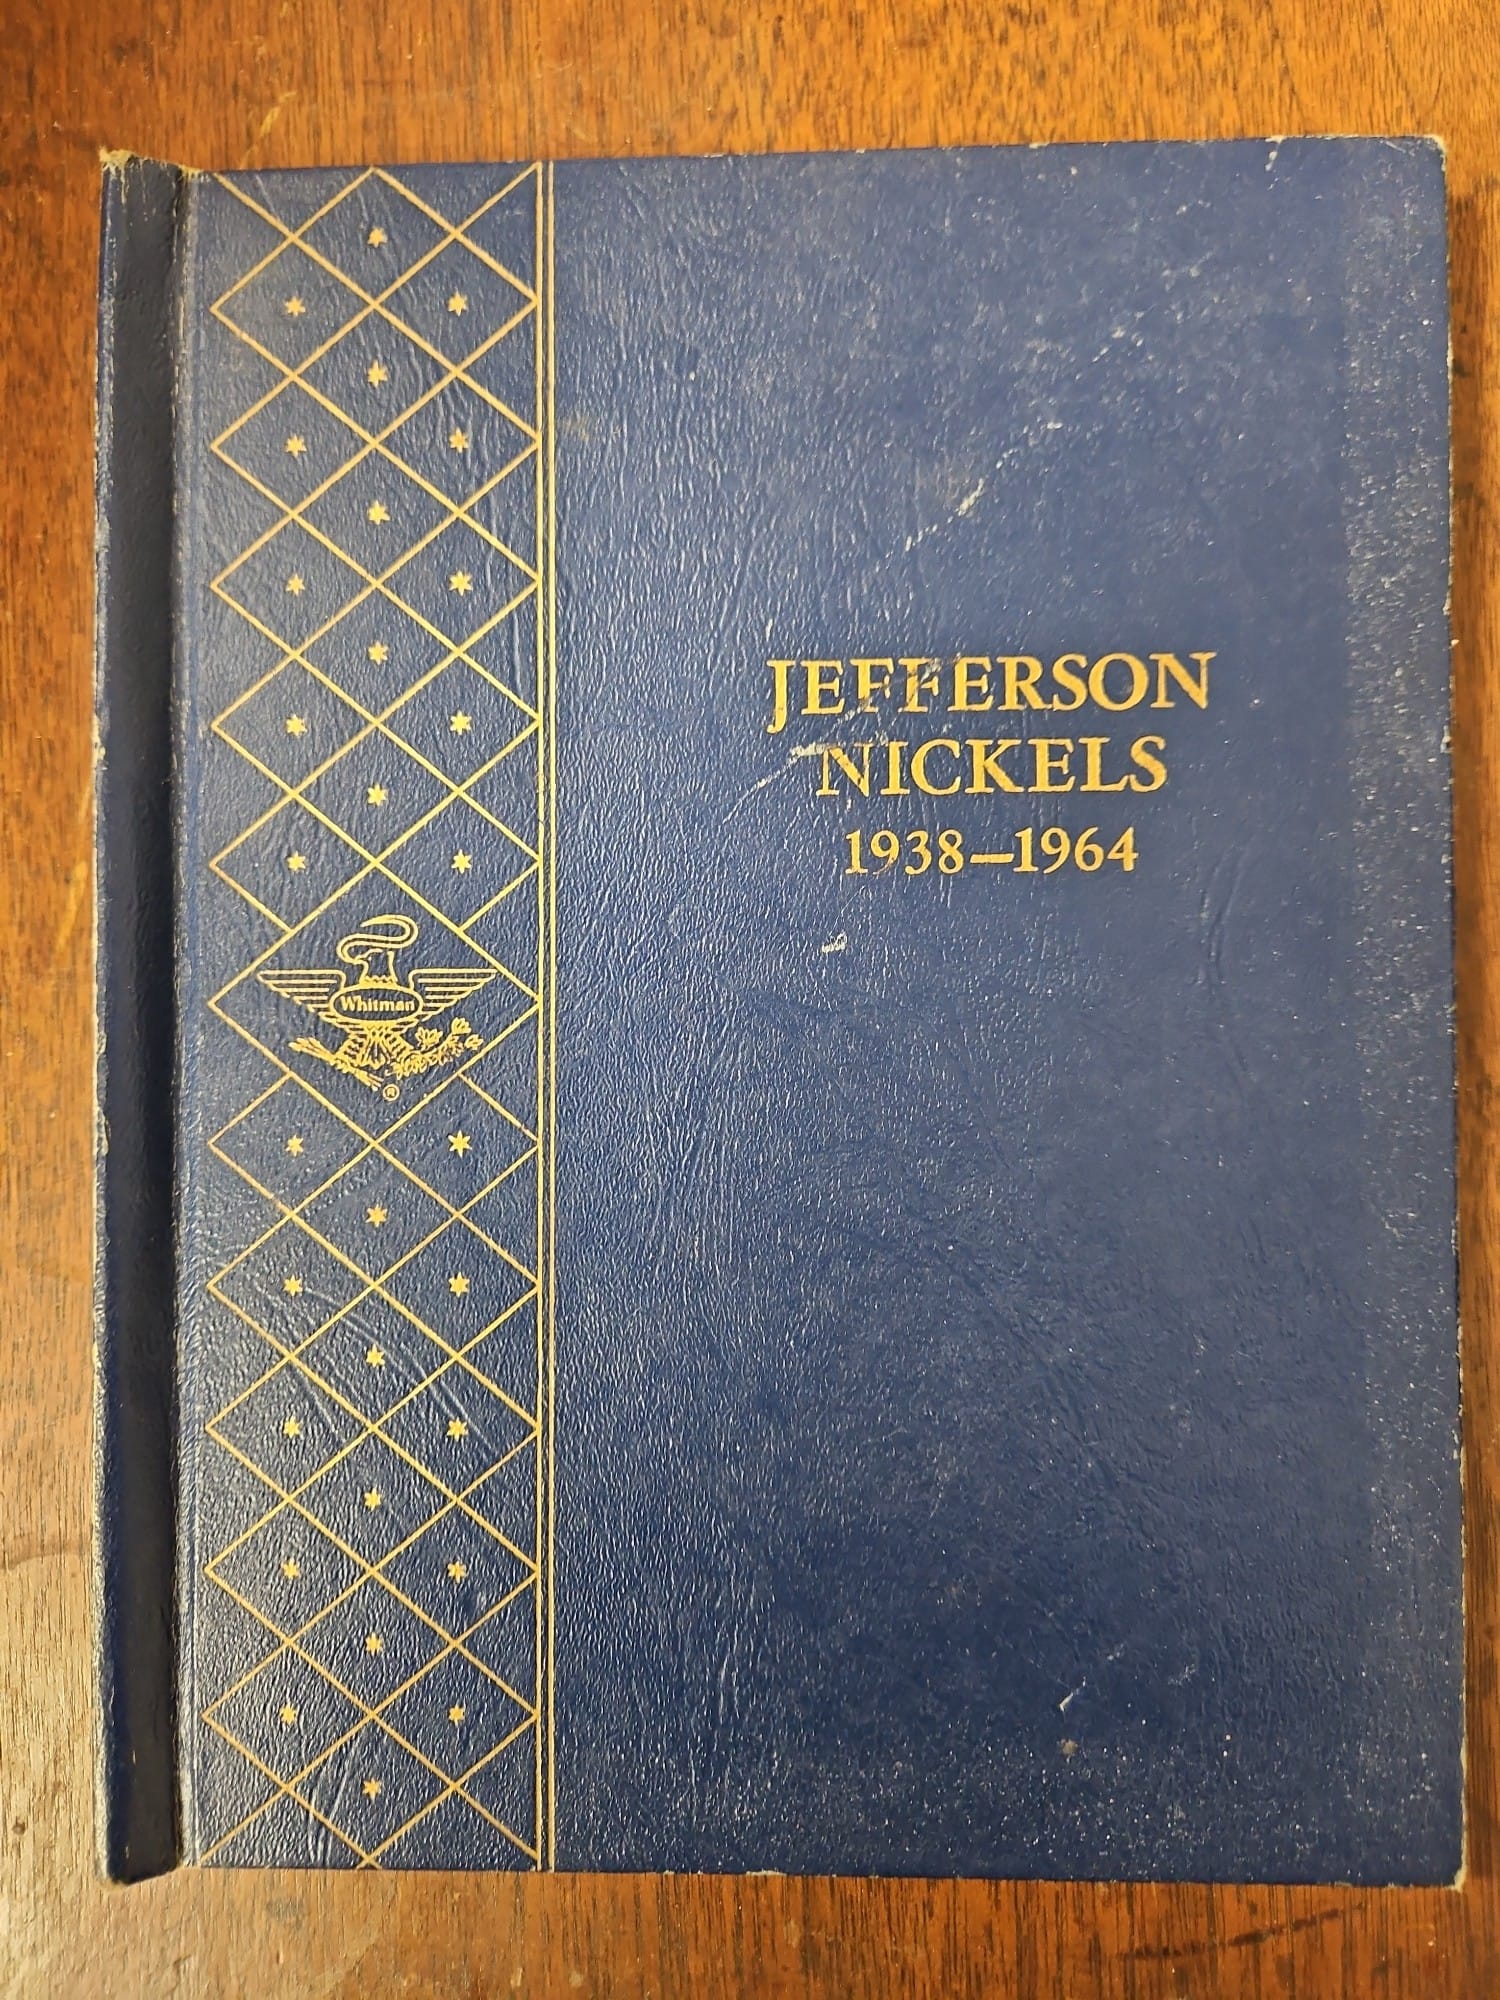 JEFFERSON
NICKELS
1938–1964
Whitman
®